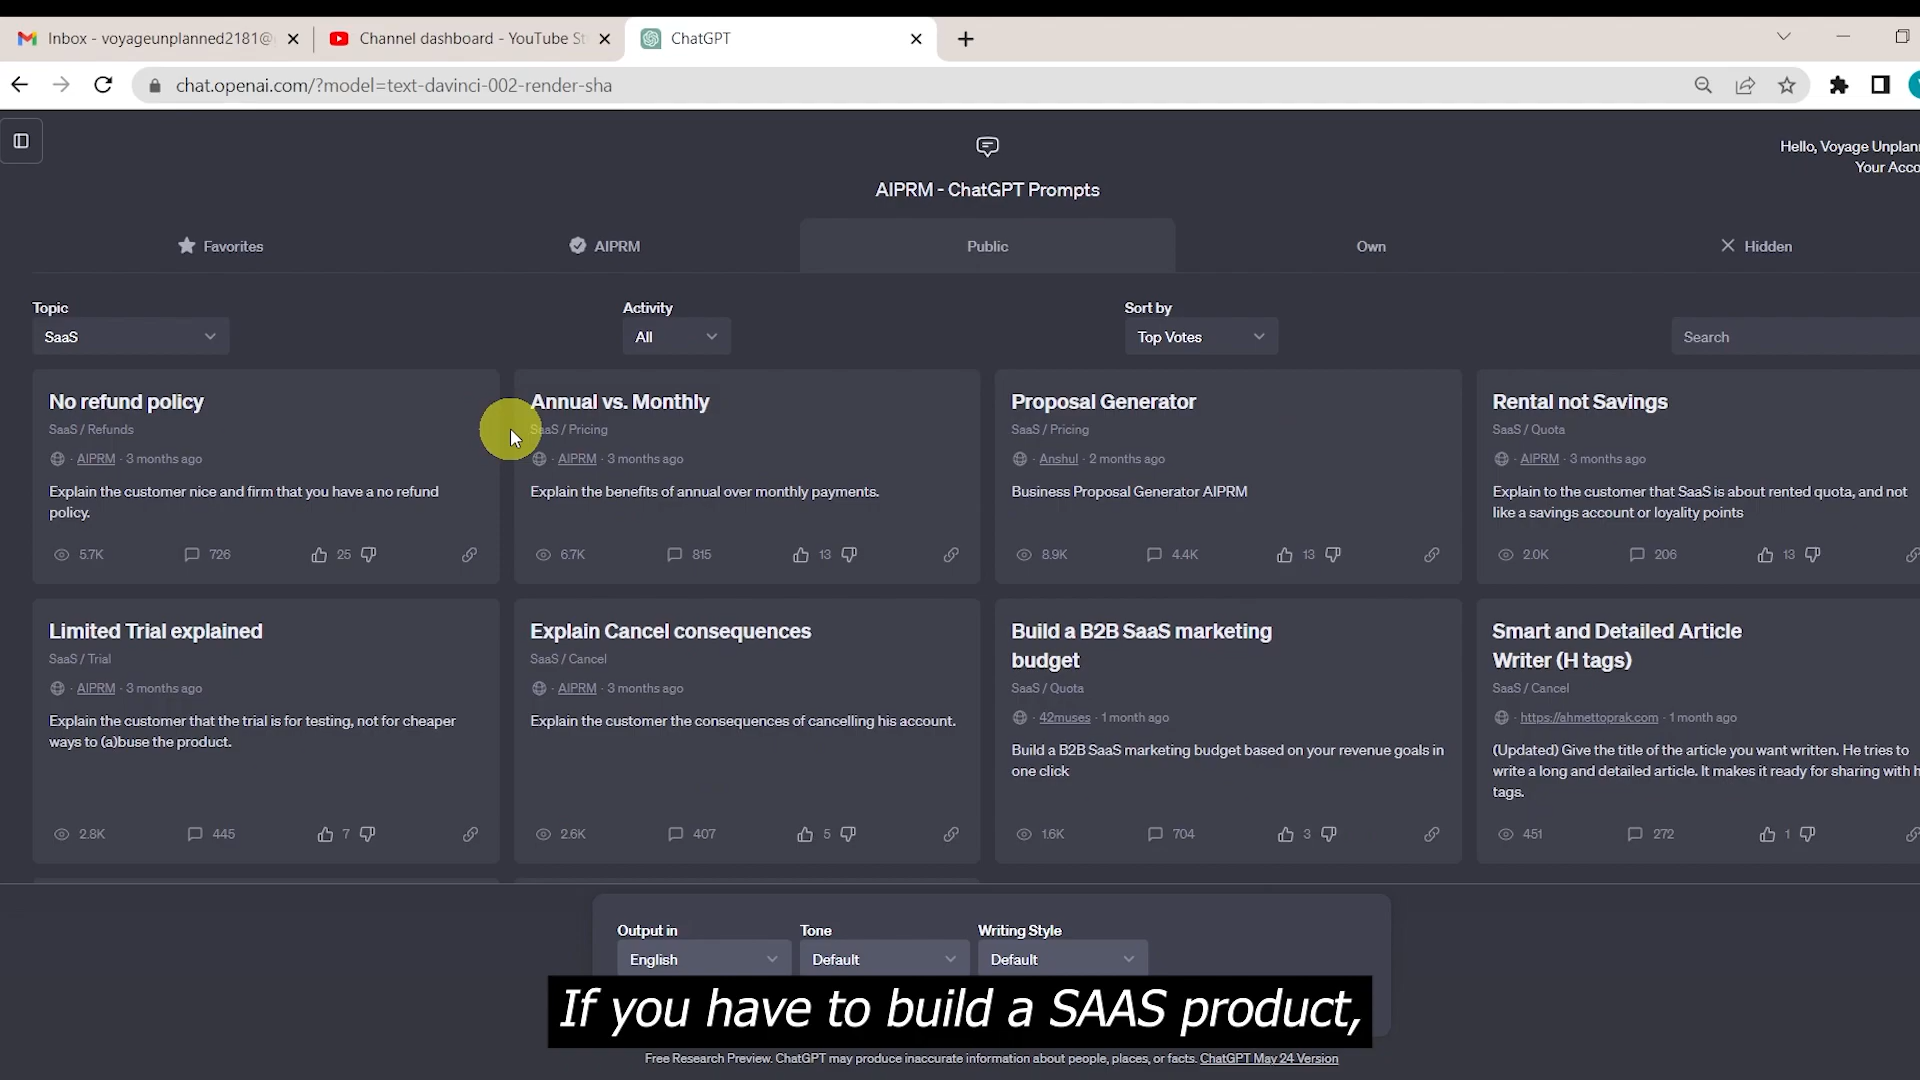 Inbox - voyageunplanned2181@
Channel dashboard - YouTube St
ChatGPT
chat.openai.com/?model=text-davinci-002-render-sha
Hello, Voyage Unplann
Your Acco
AIPRM - ChatGPT Prompts
Favorites
AIPRM
Public
Own
Hidden
Topic
Activity
Sort by
SaaS
All
Top Votes
Search
No refund policy
SaaS / Refunds
· AIPRM · 3 months ago
Explain the customer nice and firm that you have a no refund
policy.
5.7K 726 25
Annual vs. Monthly
SaaS / Pricing
· AIPRM · 3 months ago
Explain the benefits of annual over monthly payments.
6.7K 815 13
Proposal Generator
SaaS / Pricing
· Anshul · 2 months ago
Business Proposal Generator AIPRM
8.9K 4.4K 13
Rental not Savings
SaaS / Quota
· AIPRM · 3 months ago
Explain to the customer that SaaS is about rented quota, and not
like a savings account or loyality points
2.0K 206 13
Limited Trial explained
SaaS / Trial
· AIPRM · 3 months ago
Explain the customer that the trial is for testing, not for cheaper
ways to (a)buse the product.
2.8K 445 7
Explain Cancel consequences
SaaS / Cancel
· AIPRM · 3 months ago
Explain the customer the consequences of cancelling his account.
2.6K 407 5
Build a B2B SaaS marketing
budget
SaaS / Quota
· 42muses · 1 month ago
Build a B2B SaaS marketing budget based on your revenue goals in
one click
1.6K 704 3
Smart and Detailed Article
Writer (H tags)
SaaS / Cancel
· https://ahmettoprak.com · 1 month ago
(Updated) Give the title of the article you want written. He tries to
write a long and detailed article. It makes it ready for sharing with h
tags.
451 272 1
Output in
Tone
Writing Style
English
Default
Default
If you have to build a SAAS product,
Free Research Preview. ChatGPT may produce inaccurate information about people, places, or facts. ChatGPT May 24 Version